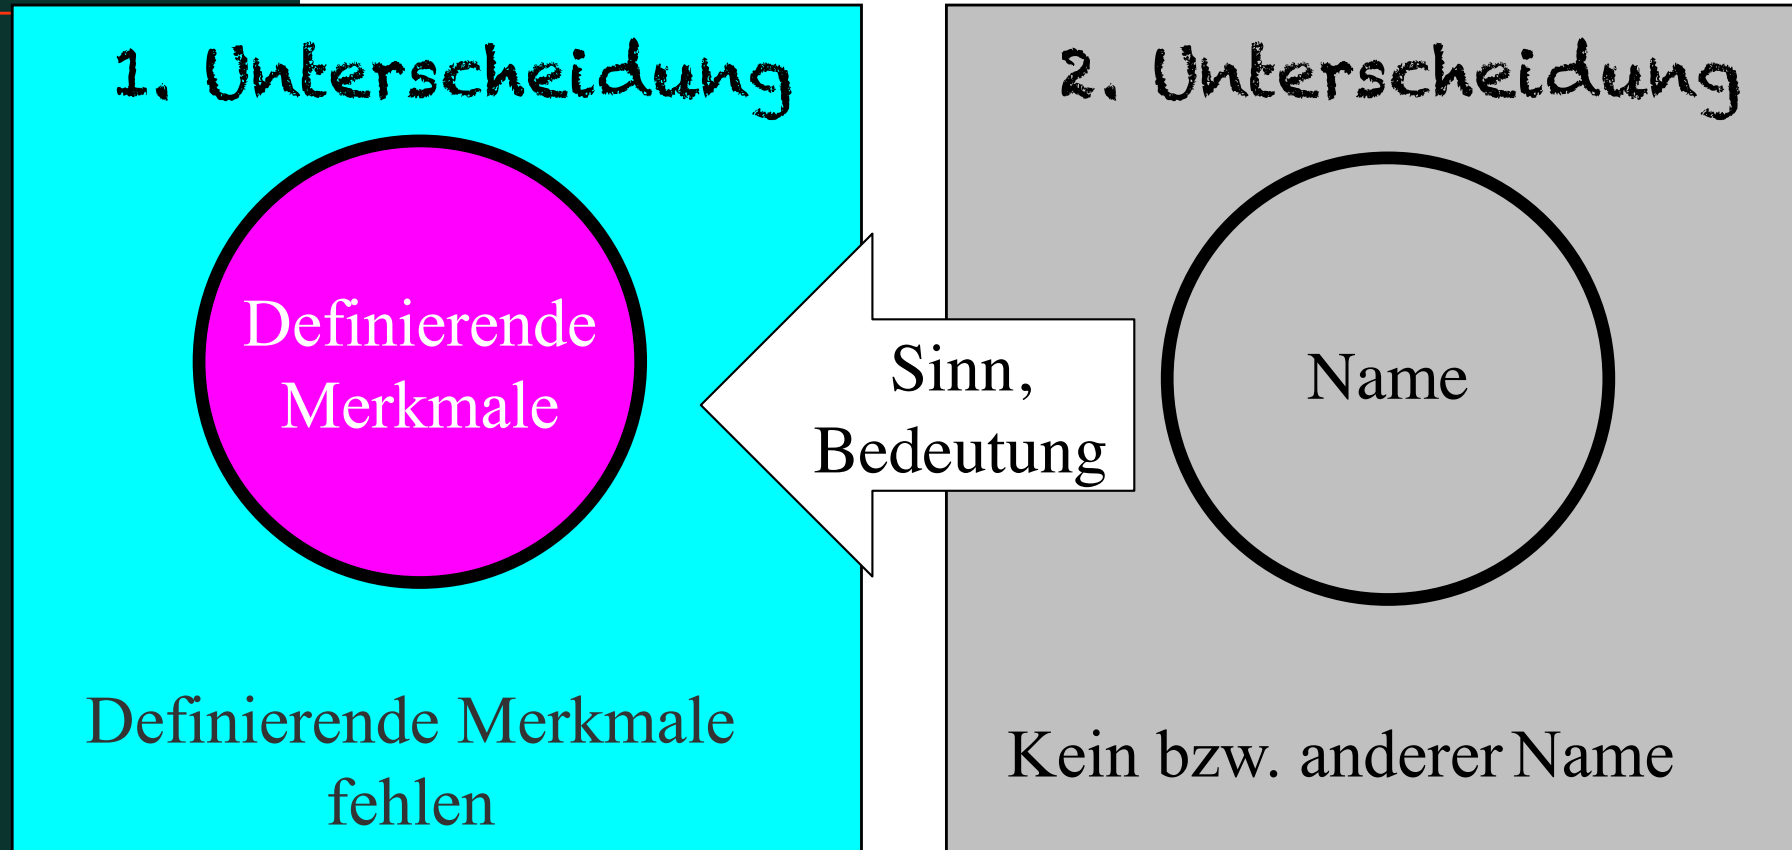 1. Unterscheidung
Definierende
Merkmale
Definierende Merkmale
fehlen
Sinn,
Bedeutung
2. Unterscheidung
Name
Kein bzw. anderer Name